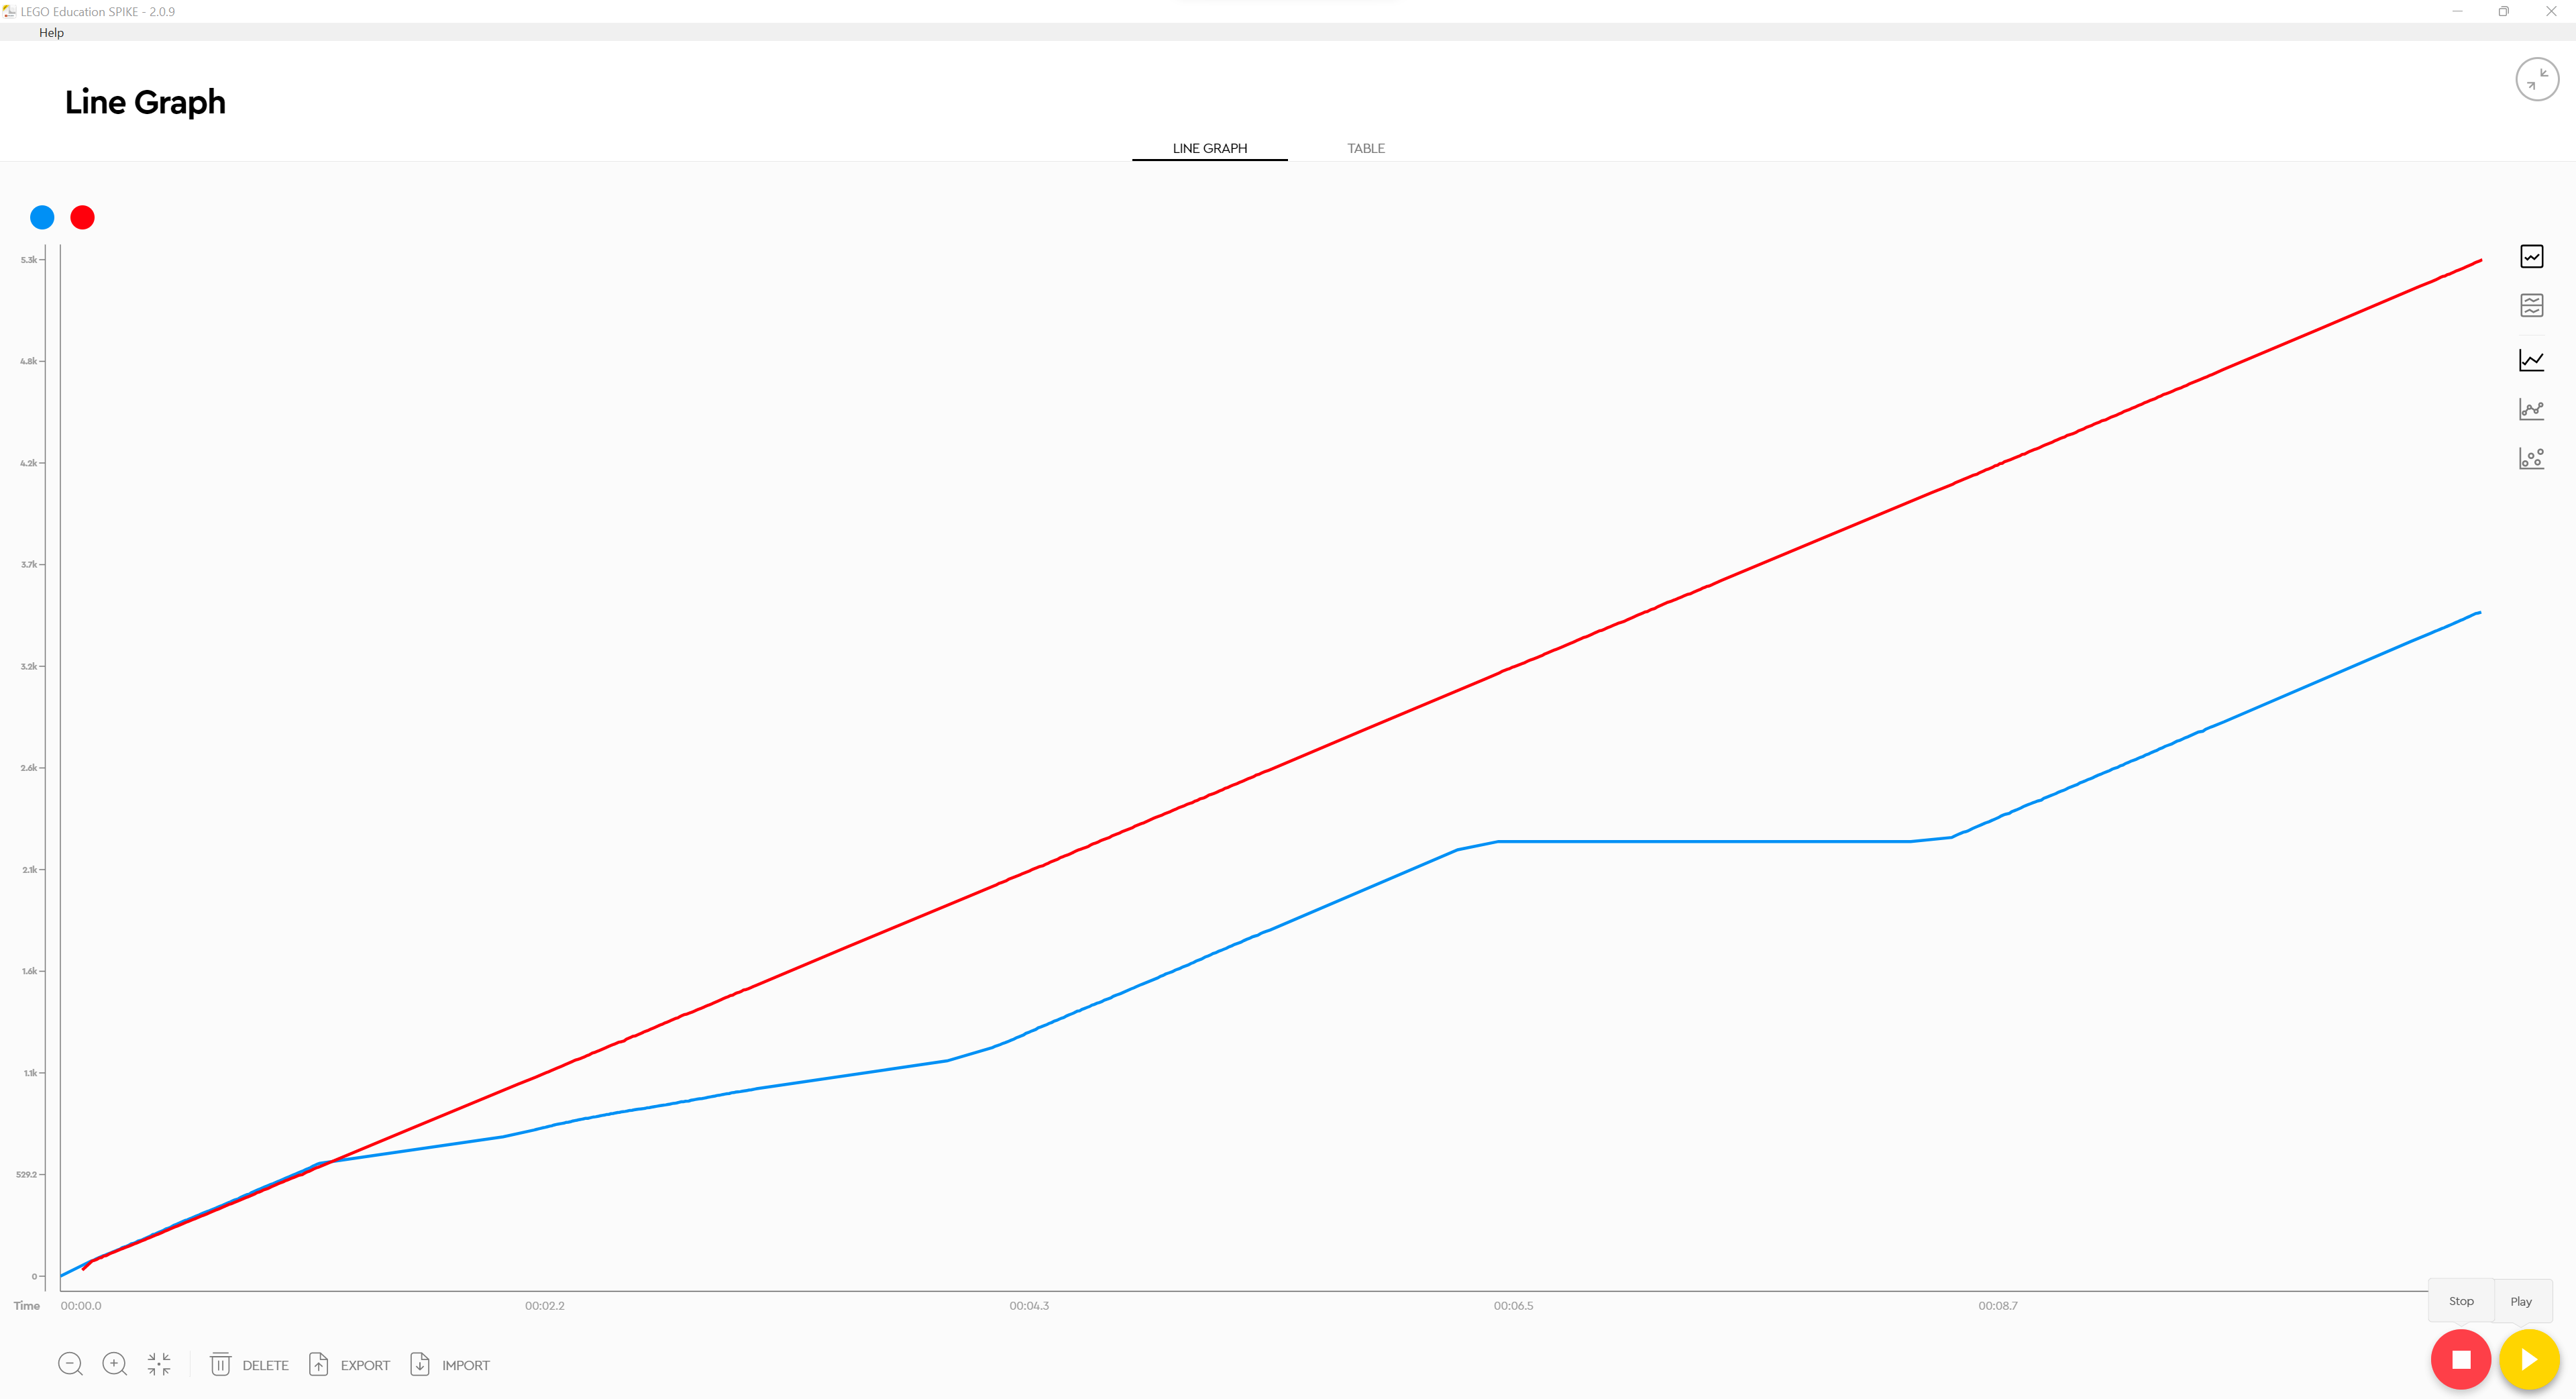 LEGO Education SPIKE - 2.0.9
Help
Line Graph
LINE GRAPH
TABLE
5.3k
4.8k
4.2k
3.7k
3.2k
2.6k
2.1k
1.6k
1.1k
529.2
0
Time 00:00.0 00:02.2 00:04.3 00:06.5 00:08.7
Stop Play
DELETE EXPORT IMPORT